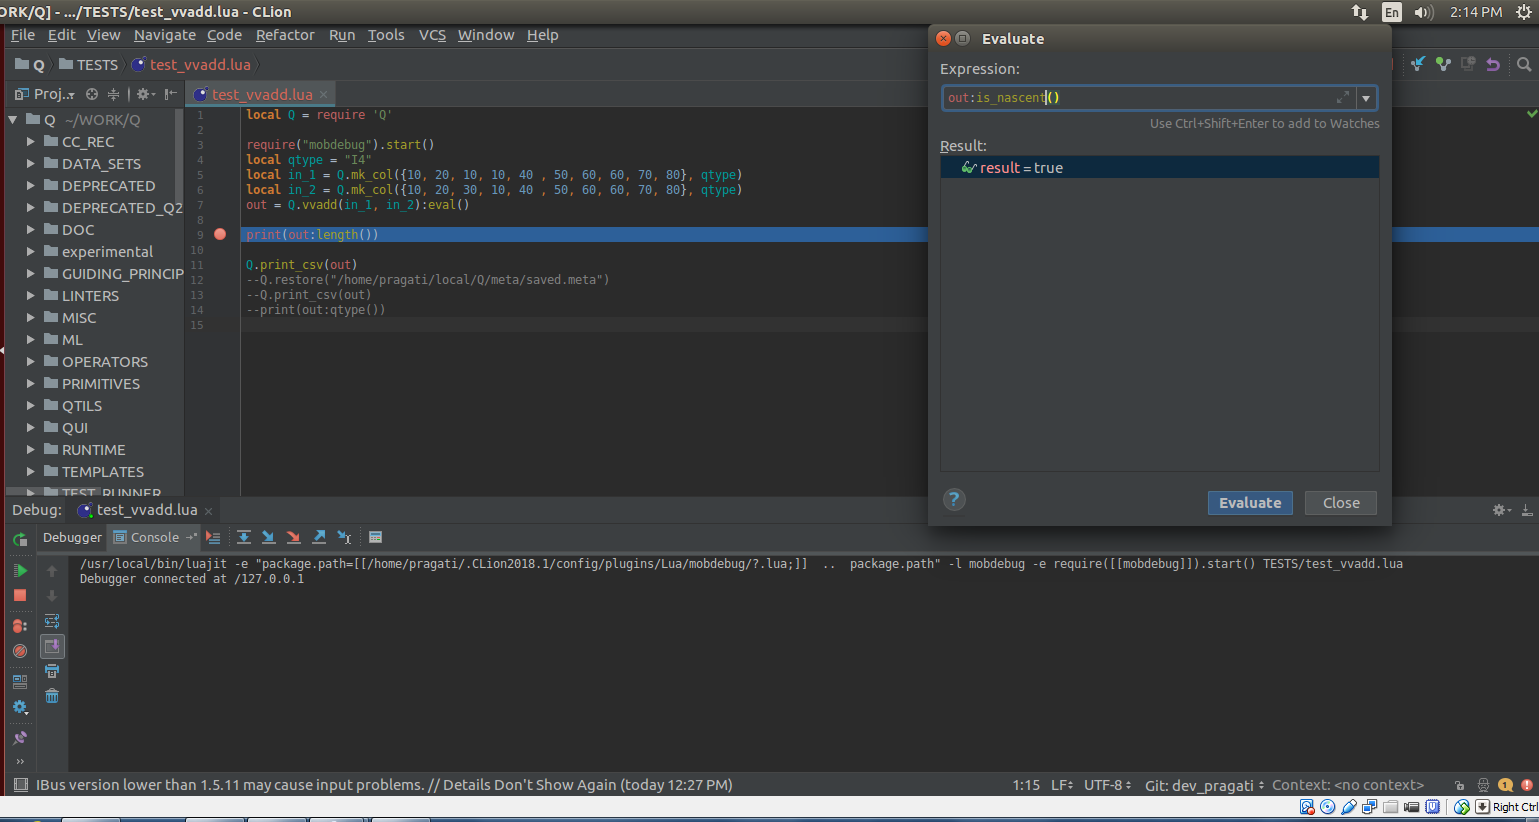 ORK/Q] - .../TESTS/test_vvadd.lua - CLion
En 2:14 PM
File Edit View Navigate Code Refactor Run Tools VCS Window Help
Q TESTS test_vvadd.lua
Proj..
test_vvadd.lua
Q ~/WORK/Q
CC_REC
DATA_SETS
DEPRECATED
DEPRECATED_Q2
DOC
experimental
GUIDING_PRINCIP
LINTERS
MISC
ML
OPERATORS
PRIMITIVES
QTILS
QUI
RUNTIME
TEMPLATES
TEST_RUNNER
1 local Q = require 'Q'
2
3 require("mobdebug").start()
4 local qtype = "I4"
5 local in_1 = Q.mk_col({10, 20, 10, 10, 40 , 50, 60, 60, 70, 80}, qtype)
6 local in_2 = Q.mk_col({10, 20, 30, 10, 40 , 50, 60, 60, 70, 80}, qtype)
7 out = Q.vvadd(in_1, in_2):eval()
8
9 print(out:length())
10
11 Q.print_csv(out)
12 --Q.restore("/home/pragati/local/Q/meta/saved.meta")
13 --Q.print_csv(out)
14 --print(out:qtype())
15
Evaluate
Expression:
out:is_nascent()
Use Ctrl+Shift+Enter to add to Watches
Result:
result = true
? Evaluate Close
Debug: test_vvadd.lua
Debugger Console
/usr/local/bin/luajit -e "package.path=[[/home/pragati/.CLion2018.1/config/plugins/Lua/mobdebug/?.lua;]] .. package.path" -l mobdebug -e require([[mobdebug]]).start() TESTS/test_vvadd.lua
Debugger connected at /127.0.0.1
IBus version lower than 1.5.11 may cause input problems. // Details Don't Show Again (today 12:27 PM)
1:15 LF UTF-8 Git: dev_pragati Context: <no context> 1
Right Ctrl